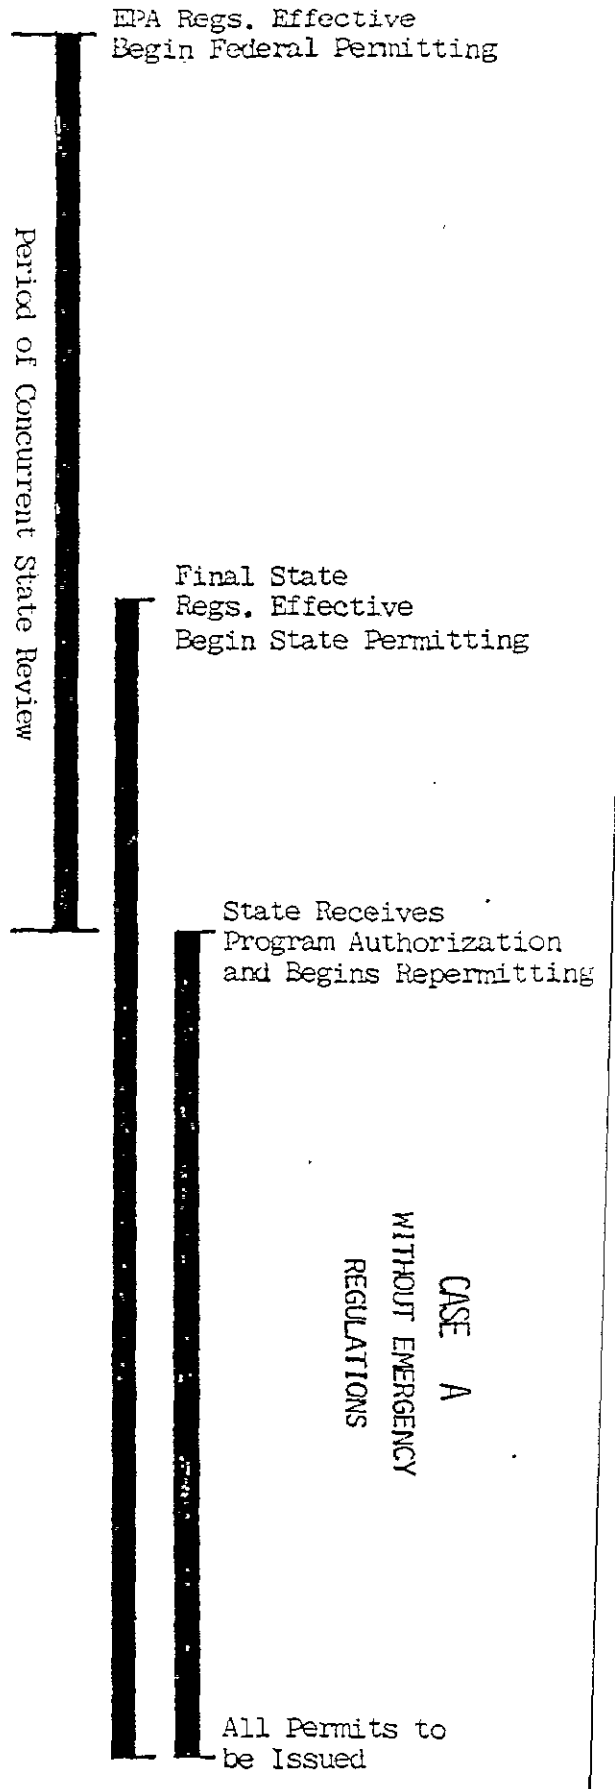 EPA Regs. Effective
Begin Federal Permitting
Period of Concurrent State Review
Final State
Regs. Effective
Begin State Permitting
State Receives
Program Authorization
and Begins Repermitting
CASE A
WITHOUT EMERGENCY
REGULATIONS
All Permits to
be Issued